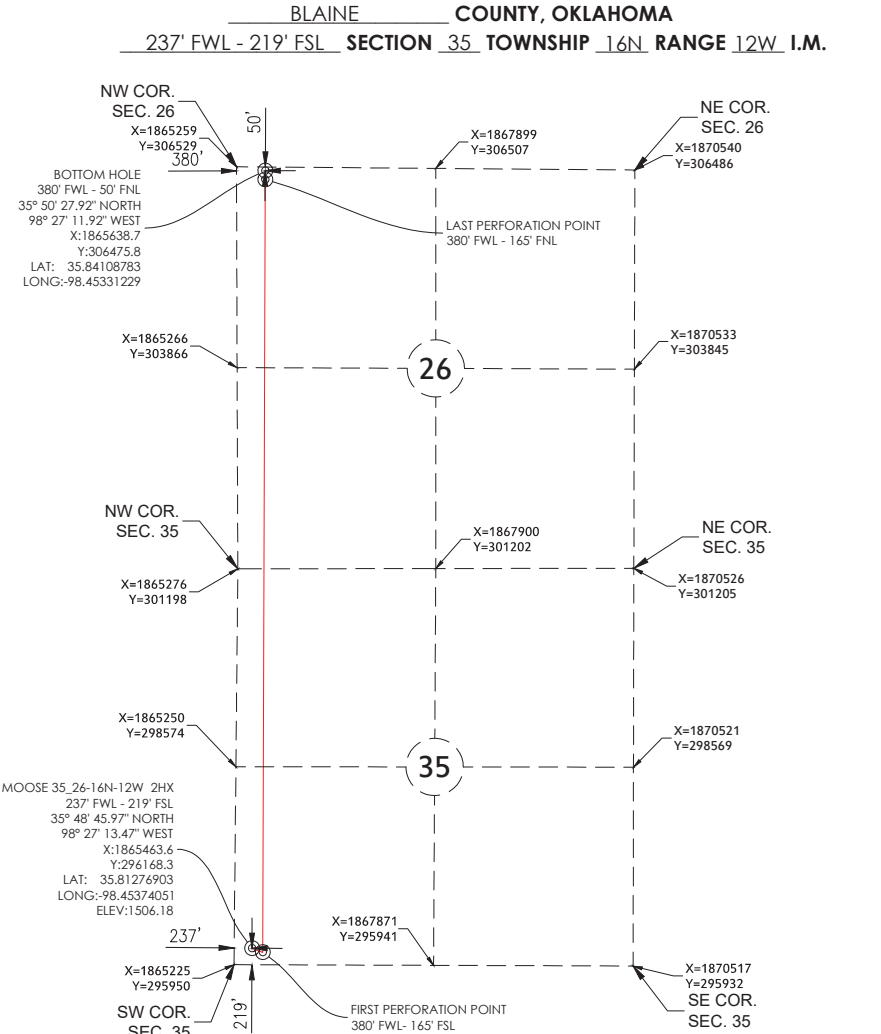 BLAINE COUNTY, OKLAHOMA
237' FWL - 219' FSL SECTION 35 TOWNSHIP 16N RANGE 12W I.M.
NW COR.
SEC. 26
X=1865259
Y=306529
380'
50'
X=1867899
Y=306507
NE COR.
SEC. 26
X=1870540
Y=306486
BOTTOM HOLE
380' FWL - 50' FNL
35° 50' 27.92" NORTH
98° 27' 11.92" WEST
X:1865638.7
Y:306475.8
LAT: 35.84108783
LONG:-98.45331229
LAST PERFORATION POINT
380' FWL - 165' FNL
X=1865266
Y=303866
26
X=1870533
Y=303845
NW COR.
SEC. 35
X=1865276
Y=301198
X=1867900
Y=301202
NE COR.
SEC. 35
X=1870526
Y=301205
X=1865250
Y=298574
35
X=1870521
Y=298569
MOOSE 35_26-16N-12W 2HX
237' FWL - 219' FSL
35° 48' 45.97" NORTH
98° 27' 13.47" WEST
X:1865463.6
Y:296168.3
LAT: 35.81276903
LONG:-98.45374051
ELEV:1506.18
237'
X=1865225
Y=295950
SW COR.
SEC. 35
219'
X=1867871
Y=295941
FIRST PERFORATION POINT
380' FWL- 165' FSL
X=1870517
Y=295932
SE COR.
SEC. 35